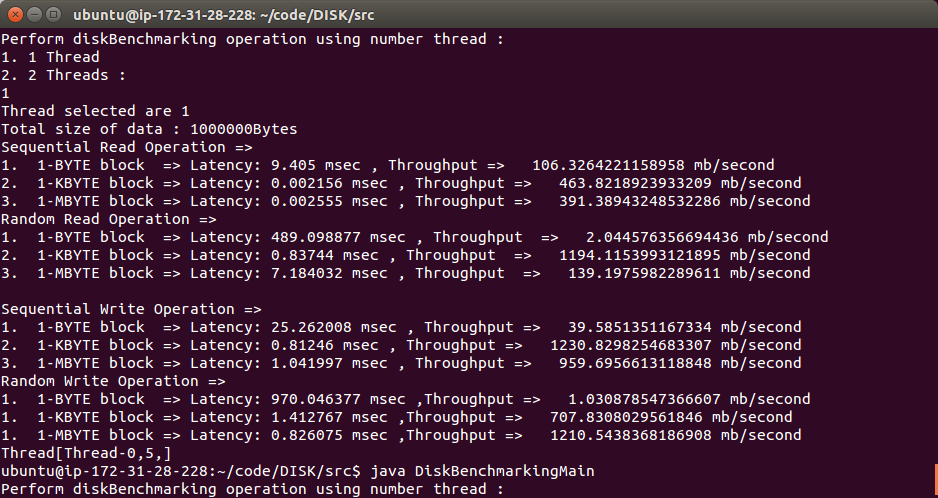 ubuntu@ip-172-31-28-228: ~/code/DISK/src
Perform diskBenchmarking operation using number thread :
1. 1 Thread
2. 2 Threads :
1
Thread selected are 1
Total size of data : 1000000Bytes
Sequential Read Operation =>
1.  1-BYTE block  => Latency: 9.405 msec , Throughput =>   106.3264221158958 mb/second
2.  1-KBYTE block => Latency: 0.002156 msec , Throughput =>   463.8218923933209 mb/second
3.  1-MBYTE block => Latency: 0.002555 msec , Throughput =>   391.38943248532286 mb/second
Random Read Operation =>
1.  1-BYTE block  => Latency: 489.098877 msec , Throughput  =>   2.044576356694436 mb/second
2.  1-KBYTE block => Latency: 0.83744 msec , Throughput  =>   1194.1153993121895 mb/second
3.  1-MBYTE block => Latency: 7.184032 msec , Throughput  =>   139.1975982289611 mb/second
Sequential Write Operation =>
1.  1-BYTE block  => Latency: 25.262008 msec , Throughput =>   39.5851351167334 mb/second
2.  1-KBYTE block => Latency: 0.81246 msec , Throughput =>   1230.8298254683307 mb/second
3.  1-MBYTE block => Latency: 1.041997 msec , Throughput =>   959.6956613118848 mb/second
Random Write Operation =>
1.  1-BYTE block  => Latency: 970.046377 msec ,Throughput =>   1.030878547366607 mb/second
1.  1-KBYTE block => Latency: 1.412767 msec ,Throughput =>   707.8308029561846 mb/second
1.  1-MBYTE block => Latency: 0.826075 msec ,Throughput =>   1210.5438368186908 mb/second
Thread[Thread-0,5,]
ubuntu@ip-172-31-28-228:~/code/DISK/src$ java DiskBenchmarkingMain
Perform diskBenchmarking operation using number thread :